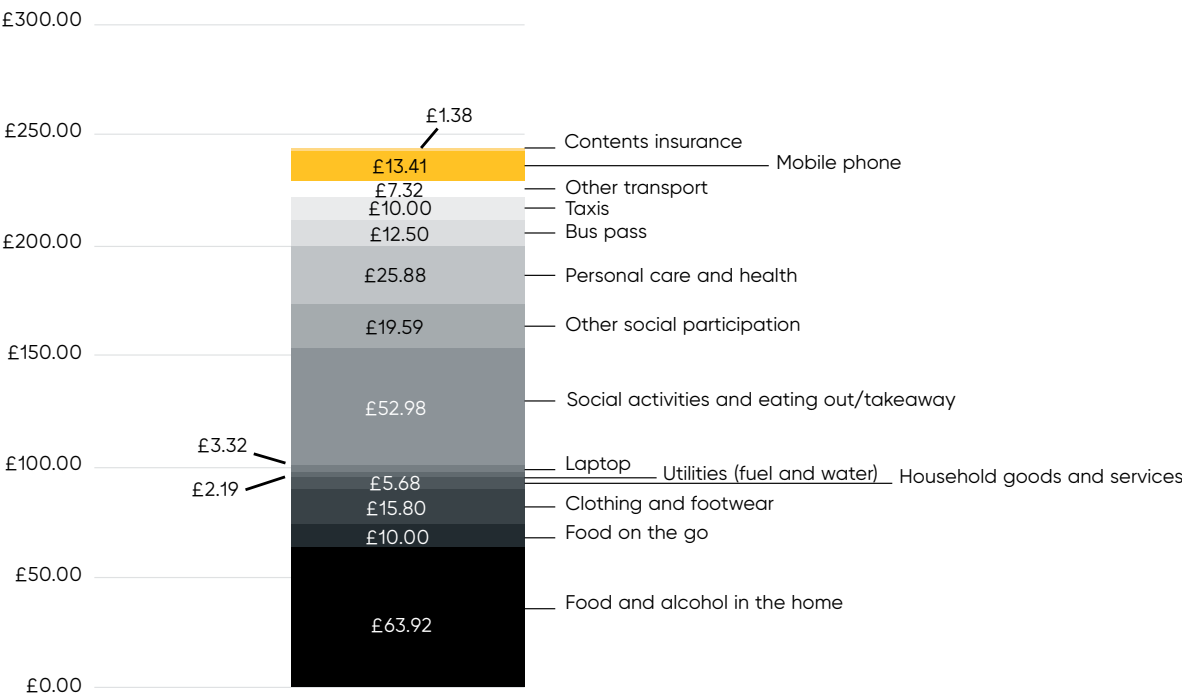 £300.00
£1.38
£250.00
Contents insurance
£13.41
Mobile phone
£7.32
Other transport
£10.00
Taxis
£12.50
Bus pass
£200.00
£25.88
Personal care and health
£19.59
Other social participation
£150.00
£52.98
Social activities and eating out/takeaway
£3.32
£100.00
Laptop
Utilities (fuel and water)
Household goods and services
£2.19
£5.68
£15.80
Clothing and footwear
£10.00
Food on the go
£50.00
Food and alcohol in the home
£63.92
£0.00